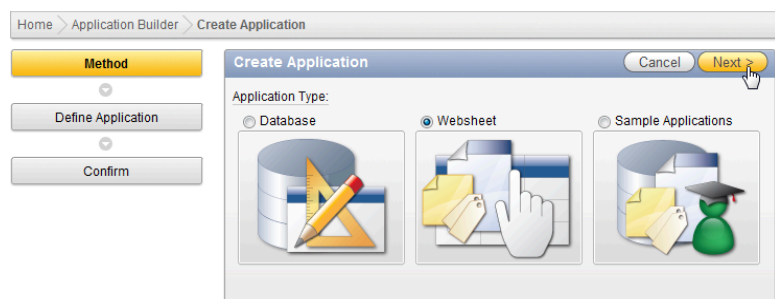 Home > Application Builder > Create Application
Method
Define Application
Confirm
Create Application
Cancel
Next >
Application Type:
Database
Websheet
Sample Applications